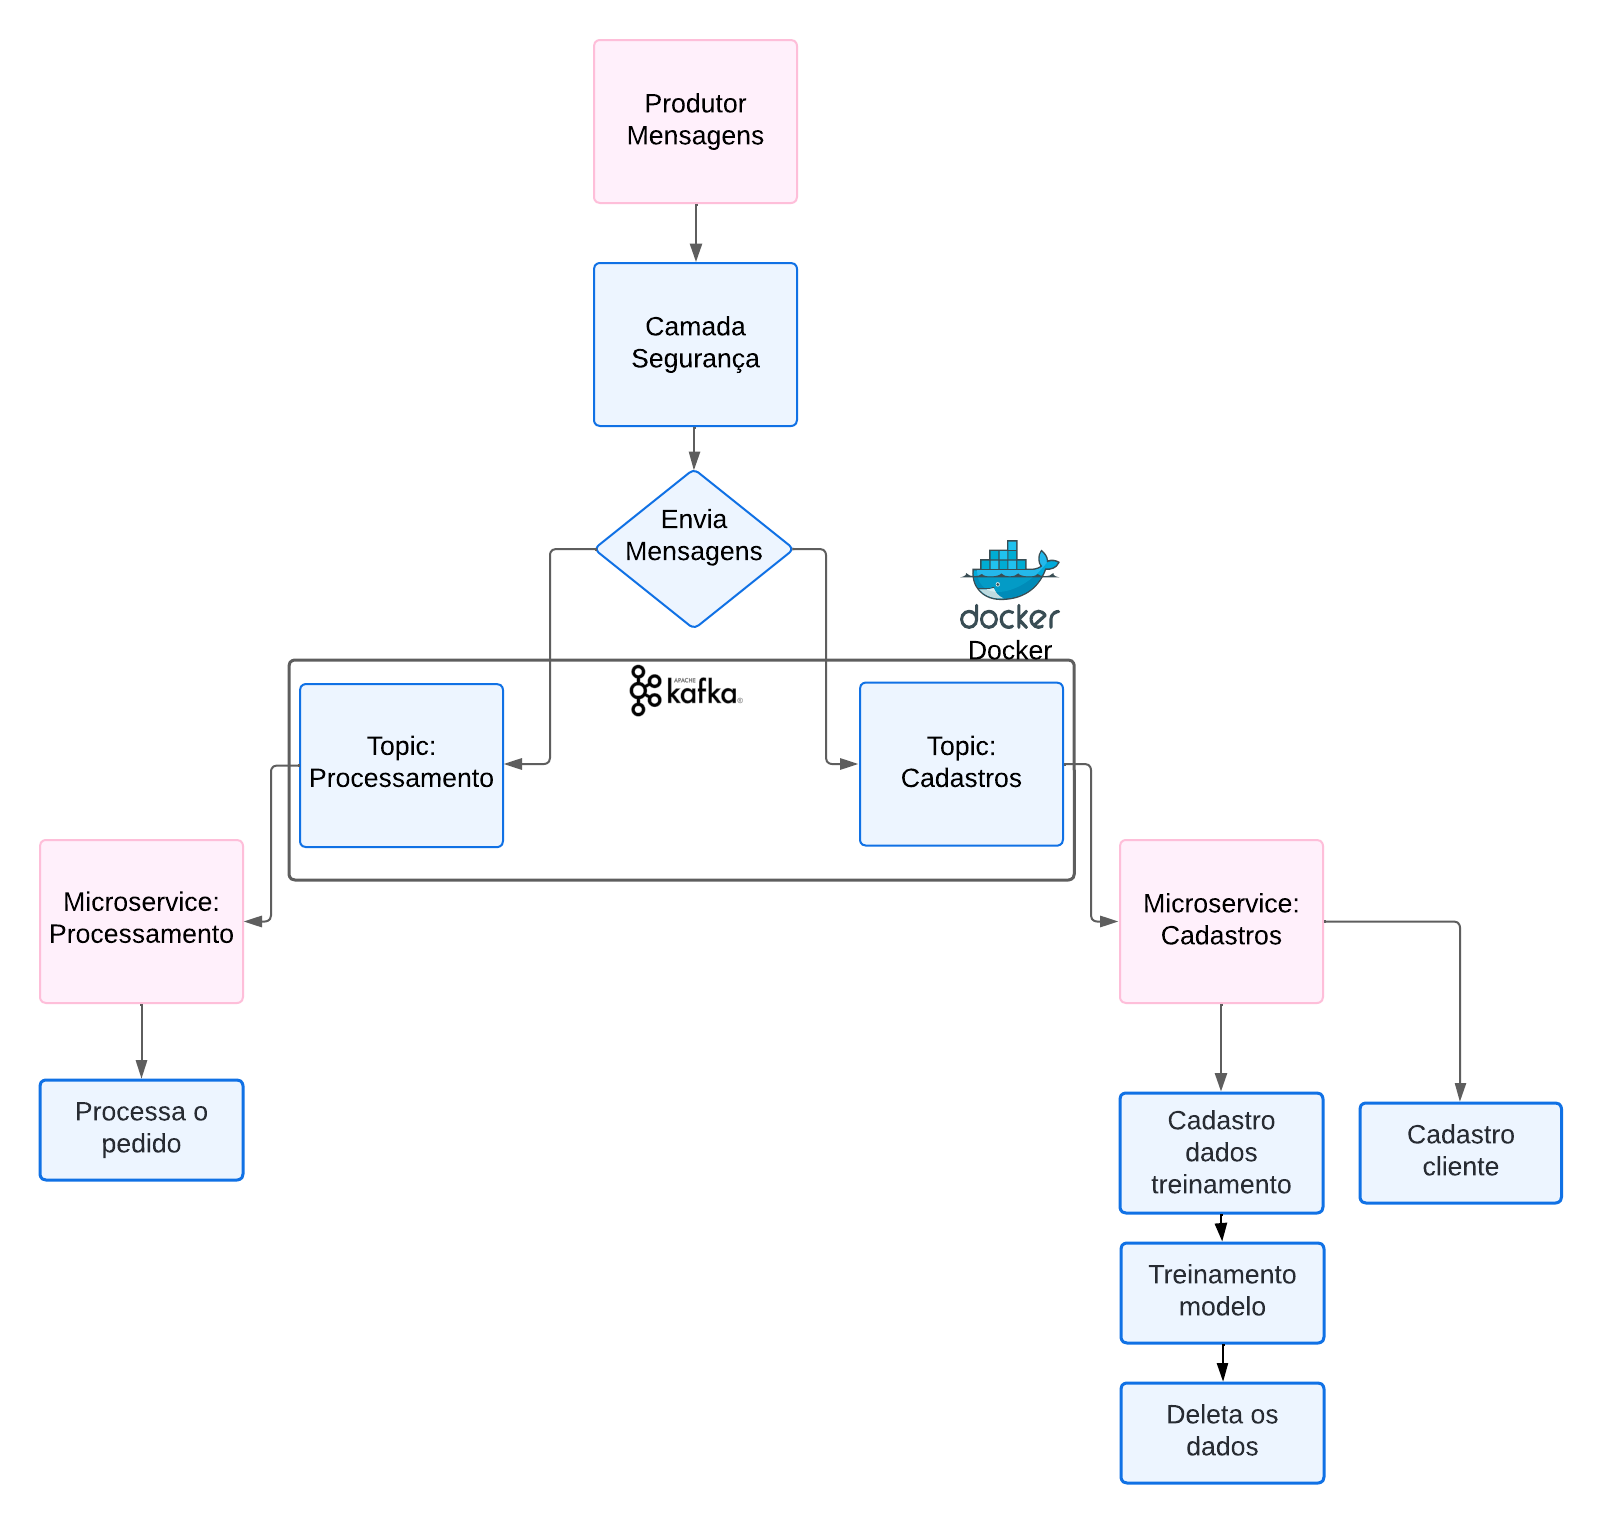 Produtor
Mensagens
Camada
Segurança
Envia
Mensagens
docker
Docker
APACHE
kafka®
Topic:
Processamento
Topic:
Cadastros
Microservice:
Processamento
Microservice:
Cadastros
Processa o
pedido
Cadastro
dados
treinamento
Cadastro
cliente
Treinamento
modelo
Deleta os
dados